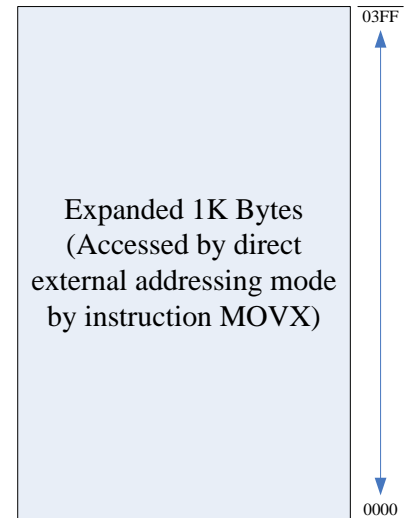 03FF
Expanded 1K Bytes
(Accessed by direct
external addressing mode
by instruction MOVX)
0000